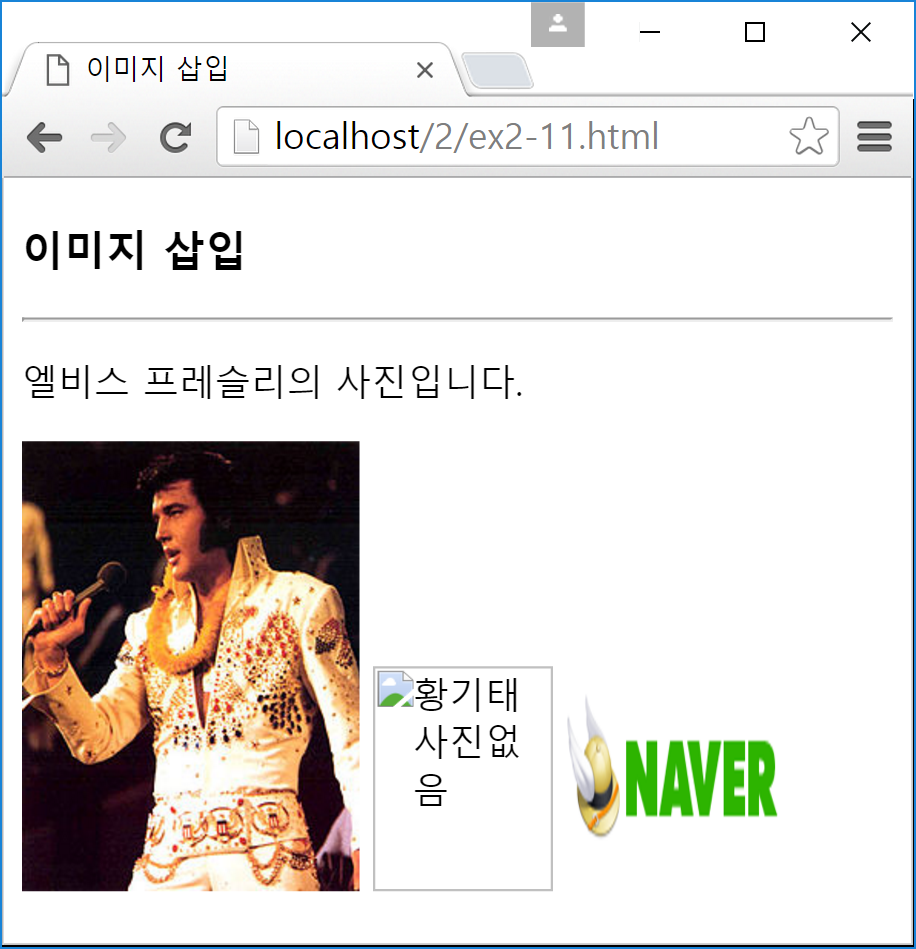 이미지 삽입
localhost/2/ex2-11.html
이미지 삽입
엘비스 프레슬리의 사진입니다.
황기태
사진없
음
NAVER